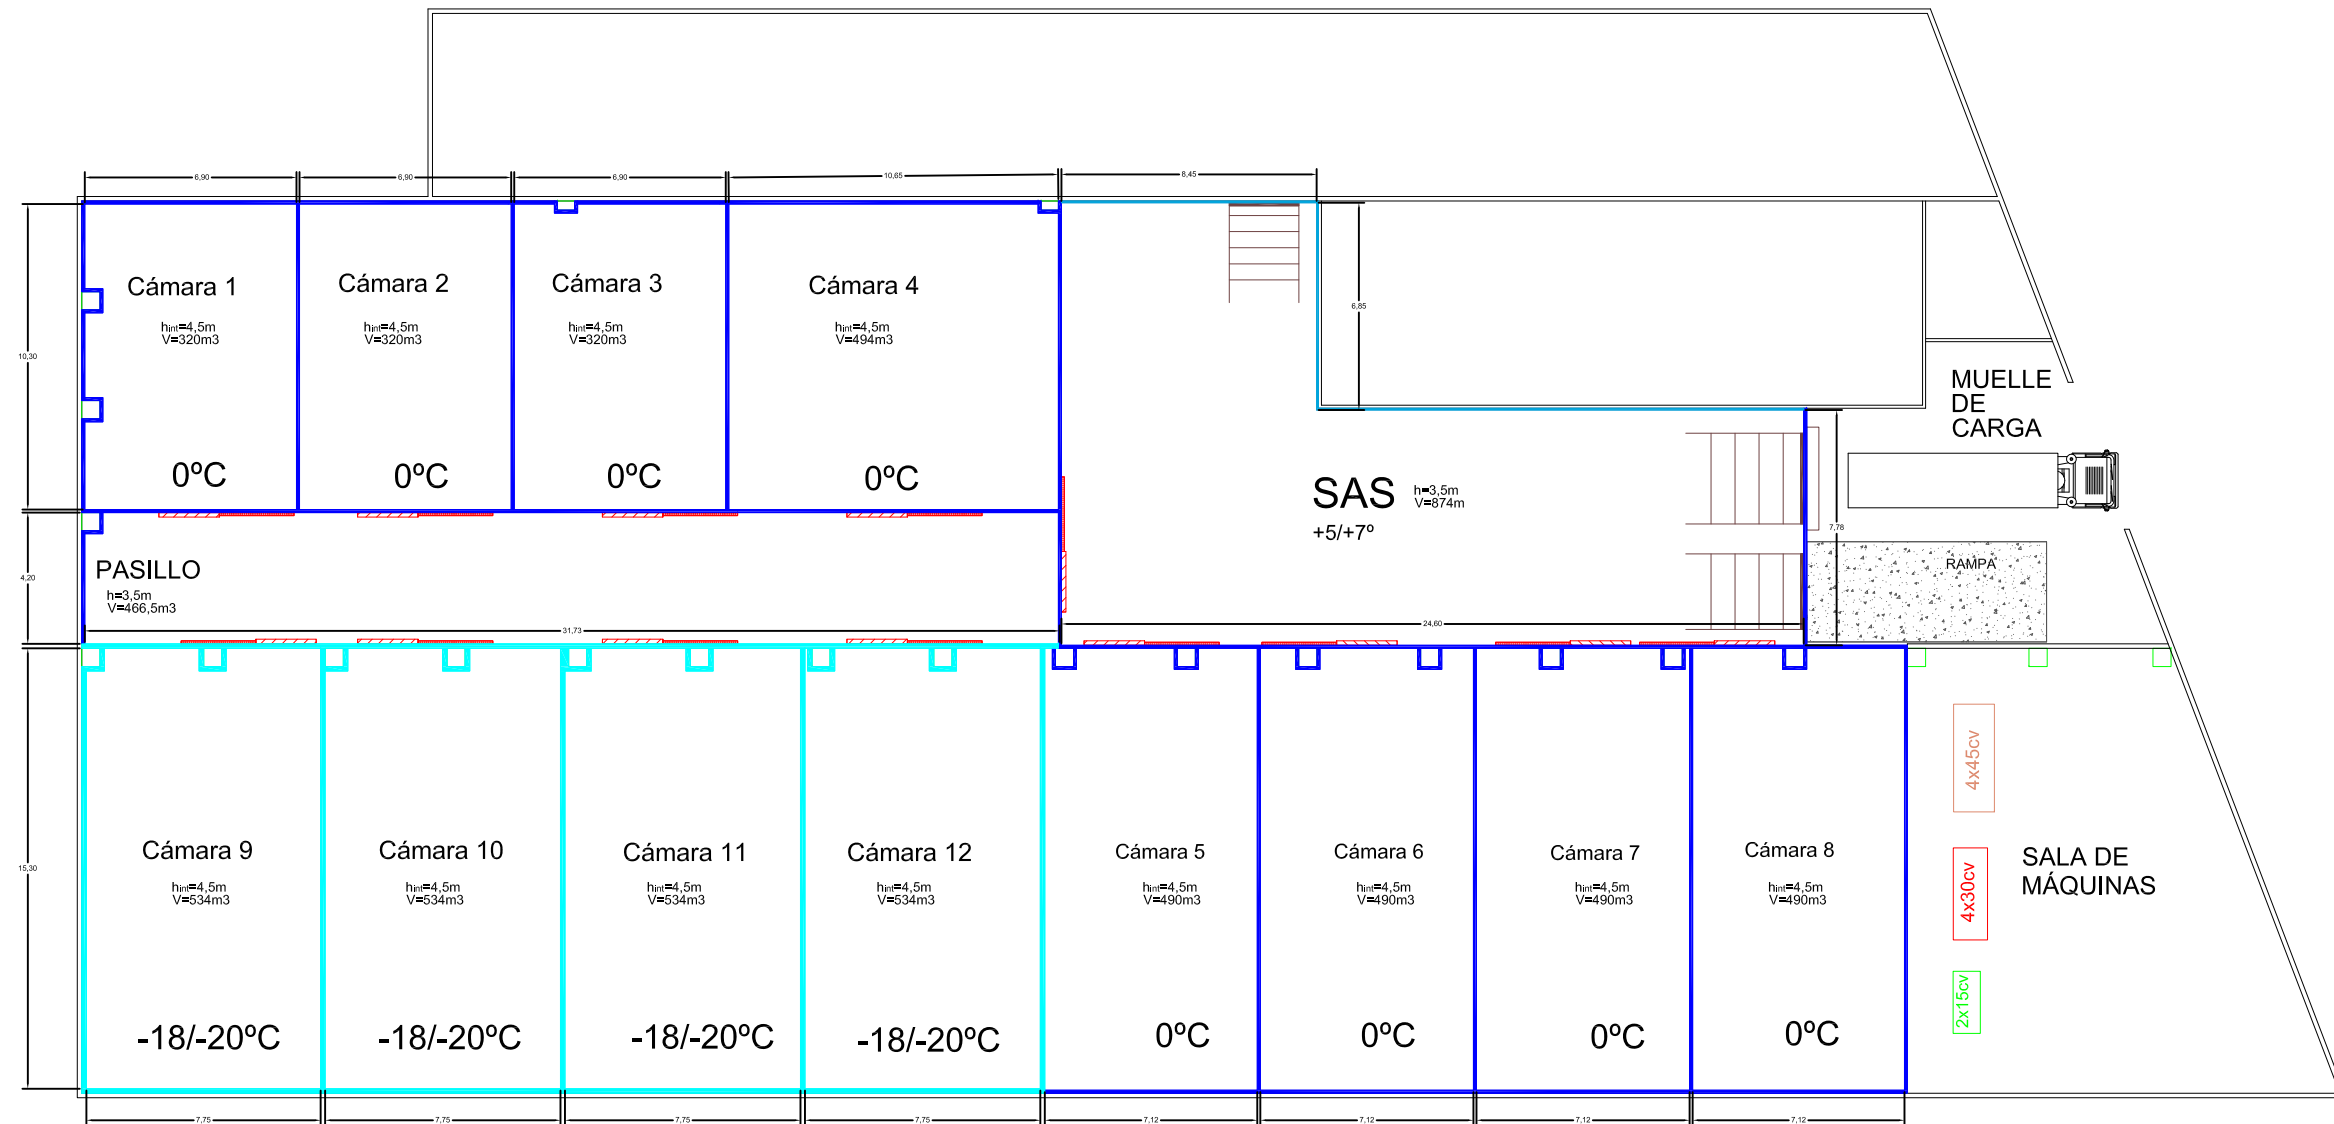 6,90
6,90
6,90
10,65
8,45
10,30
4,20
15,30
6,85
7,78
Cámara 1
hint=4,5m
V=320m3
0ºC
Cámara 2
hint=4,5m
V=320m3
0ºC
Cámara 3
hint=4,5m
V=320m3
0ºC
Cámara 4
hint=4,5m
V=494m3
0ºC
SAS
h=3,5m
V=874m
+5/+7º
MUELLE
DE
CARGA
RAMPA
PASILLO
h=3,5m
V=466,5m3
31,73
24,60
Cámara 9
hint=4,5m
V=534m3
-18/-20ºC
Cámara 10
hint=4,5m
V=534m3
-18/-20ºC
Cámara 11
hint=4,5m
V=534m3
-18/-20ºC
Cámara 12
hint=4,5m
V=534m3
-18/-20ºC
Cámara 5
hint=4,5m
V=490m3
0ºC
Cámara 6
hint=4,5m
V=490m3
0ºC
Cámara 7
hint=4,5m
V=490m3
0ºC
Cámara 8
hint=4,5m
V=490m3
0ºC
4x45cv
4x30cv
2x15cv
SALA DE
MÁQUINAS
7,75
7,75
7,75
7,75
7,12
7,12
7,12
7,12